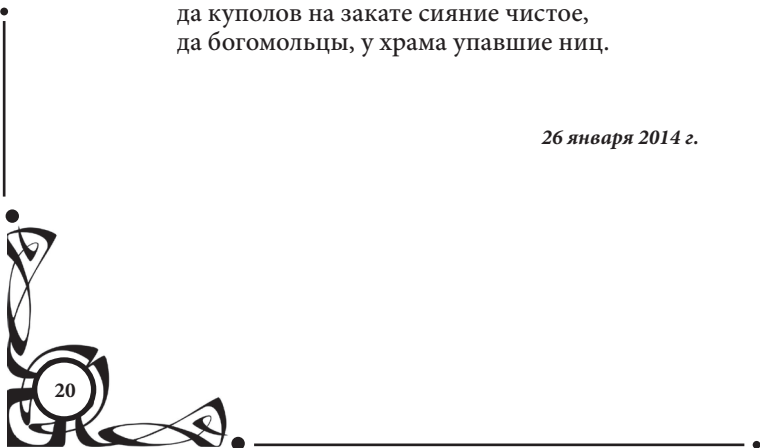 да куполов на закате сияние чистое,
да богомольцы, у храма упавшие ниц.
26 января 2014 г.
20